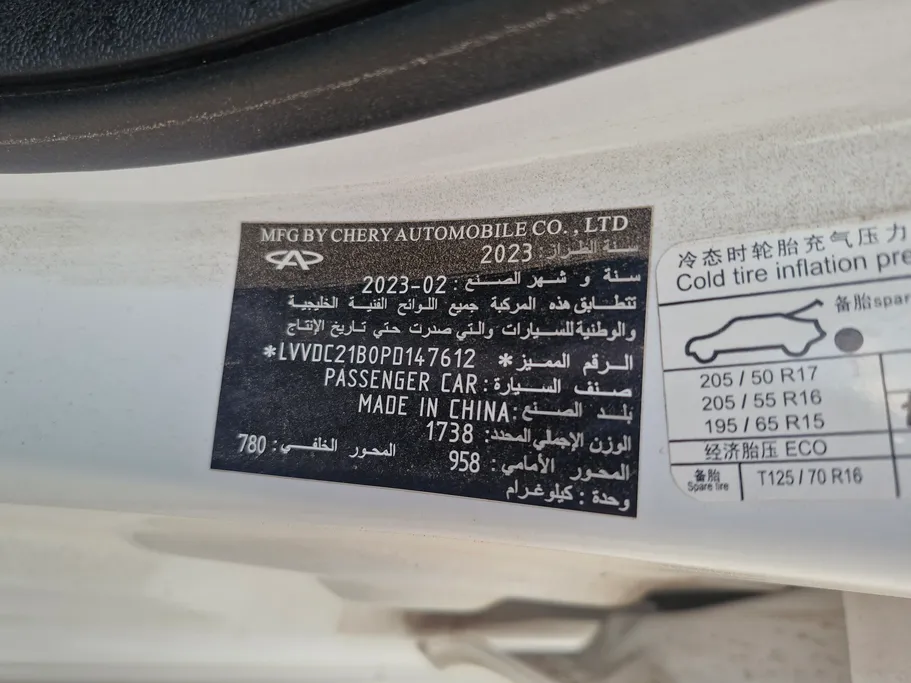 MFG BY CHERY AUTOMOBILE CO. , LTD
سنة الطراز: 2023
سنة و شهر الصنع : 2023-02
تتطابق هذه المركبة جميع اللوائح الفنية الخليجية
والوطنية للسيارات والتي صدرت حتي تاريخ الإنتاج
الرقم المميز *LVVDC21B0PD147612*
صنف السيارة : PASSENGER CAR
بلد الصنع : MADE IN CHINA
الوزن الإجمالي المحدد: 1738
المحور الأمامي: 958 المحور الخلفي: 780
وحدة : كيلوغرام
冷态时轮胎充气压力
Cold tire inflation
备胎
205 / 50 R17
205 / 55 R16
195 / 65 R15
经济胎压 ECO
备胎
Spare tire
T125 / 70 R16